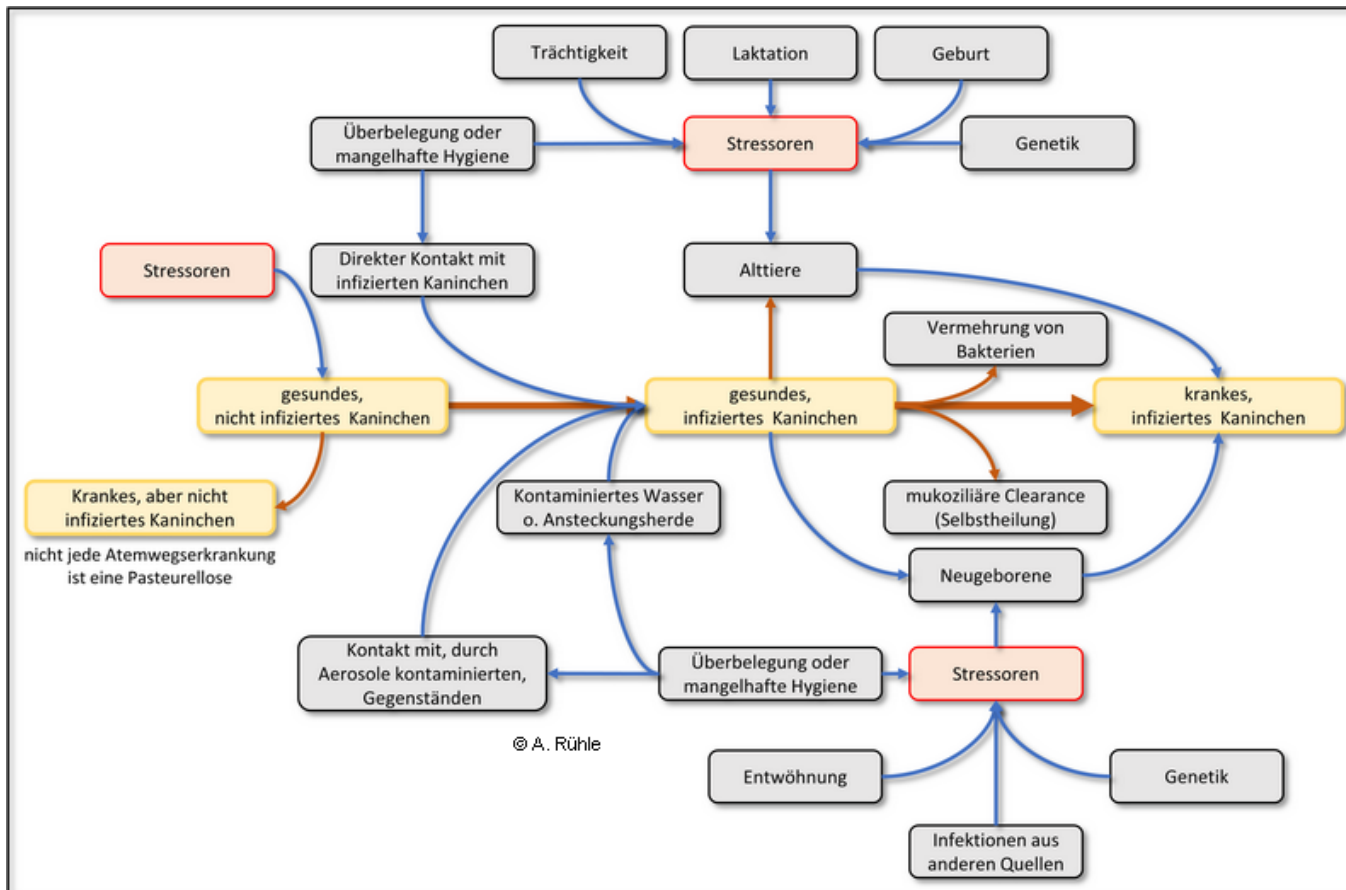 Trächtigkeit
Laktation
Geburt
Überbelegung oder
mangelhafte Hygiene
Stressoren
Genetik
Stressoren
Direkter Kontakt mit
infizierten Kaninchen
Alttiere
Vermehrung von
Bakterien
gesundes,
nicht infiziertes Kaninchen
gesundes,
infiziertes Kaninchen
krankes,
infiziertes Kaninchen
Krankes, aber nicht
infiziertes Kaninchen
nicht jede Atemwegserkrankung
ist eine Pasteurellose
Kontaminiertes Wasser
o. Ansteckungsherde
mukoziliäre Clearance
(Selbstheilung)
Neugeborene
Kontakt mit, durch
Aerosole kontaminierten,
Gegenständen
Überbelegung oder
mangelhafte Hygiene
Stressoren
© A. Rühle
Entwöhnung
Genetik
Infektionen aus
anderen Quellen